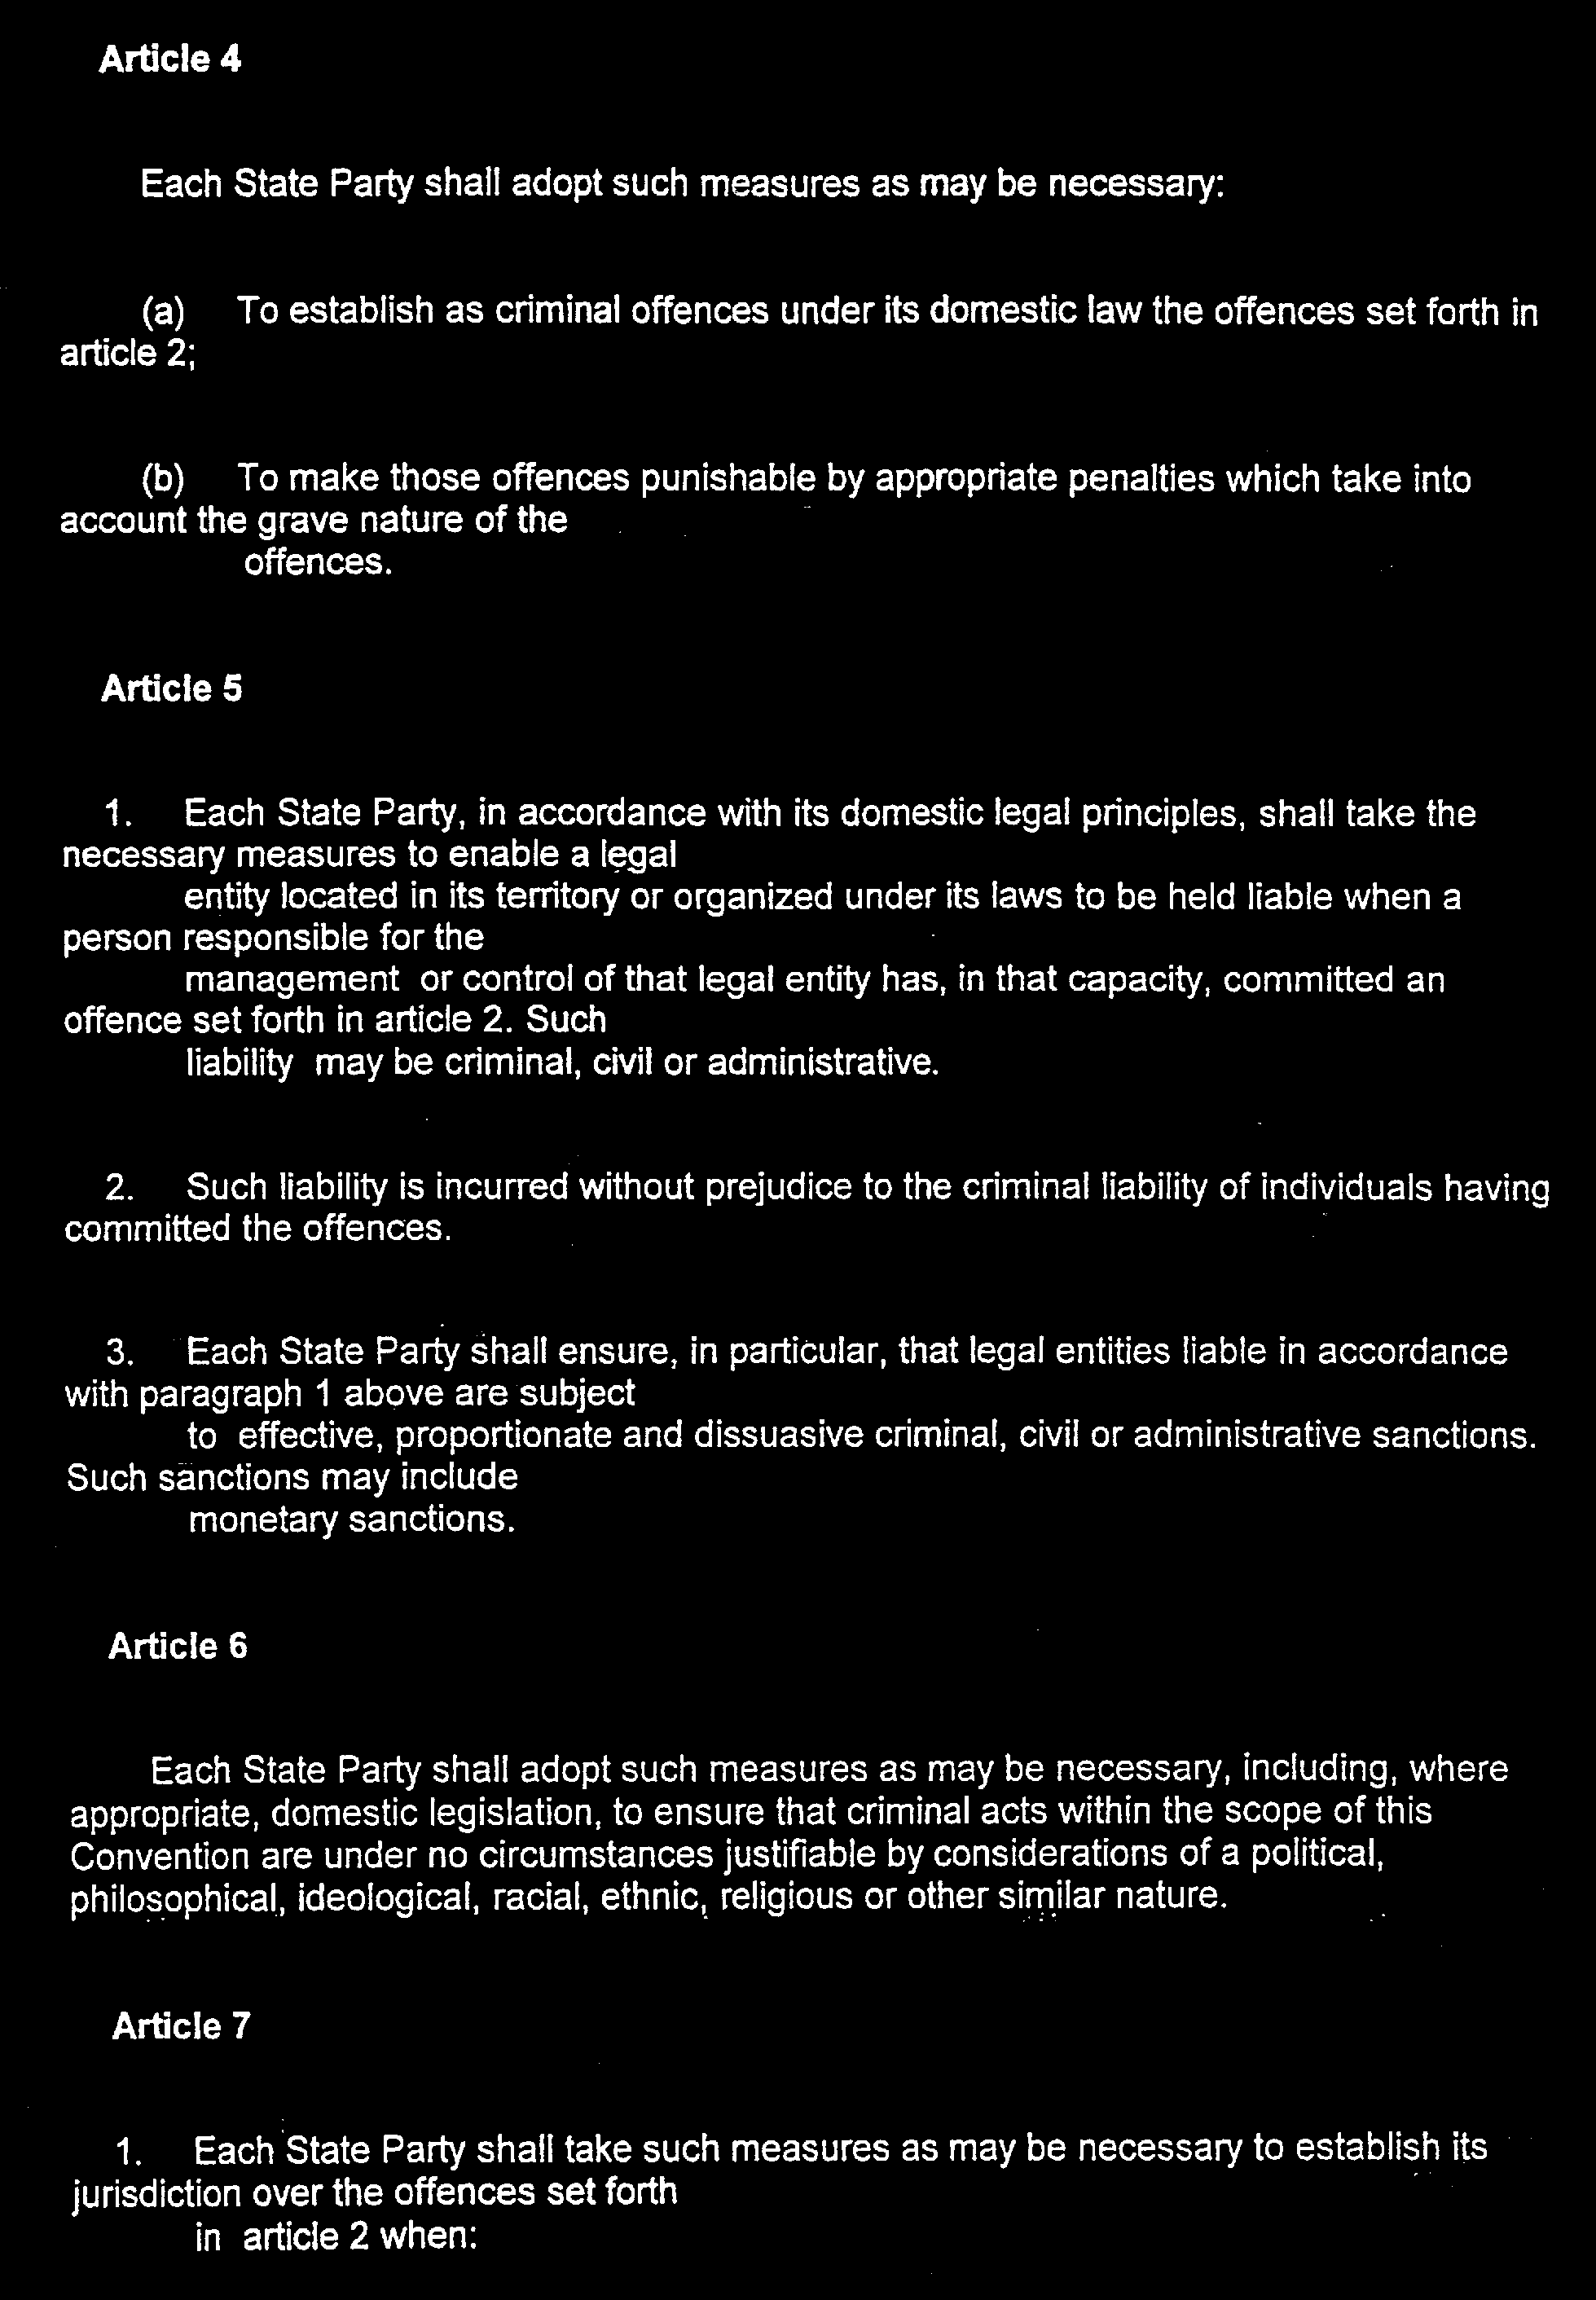 Article 4
Each State Party shall adopt such measures as may be necessary:
(a) To establish as criminal offences under its domestic law the offences set forth in
article 2;
(b) To make those offences punishable by appropriate penalties which take into
account the grave nature of the
offences.
Article 5
1. Each State Party, in accordance with its domestic legal principles, shall take the
necessary measures to enable a legal
entity located in its territory or organized under its laws to be held liable when a
person responsible for the
management or control of that legal entity has, in that capacity, committed an
offence set forth in article 2. Such
liability may be criminal, civil or administrative.
2. Such liability is incurred without prejudice to the criminal liability of individuals having
committed the offences.
3. Each State Party shall ensure, in particular, that legal entities liable in accordance
with paragraph 1 above are subject
to effective, proportionate and dissuasive criminal, civil or administrative sanctions.
Such sanctions may include
monetary sanctions.
Article 6
Each State Party shall adopt such measures as may be necessary, including, where
appropriate, domestic legislation, to ensure that criminal acts within the scope of this
Convention are under no circumstances justifiable by considerations of a political,
philosophical, ideological, racial, ethnic, religious or other similar nature.
Article 7
1. Each State Party shall take such measures as may be necessary to establish its
jurisdiction over the offences set forth
in article 2 when: